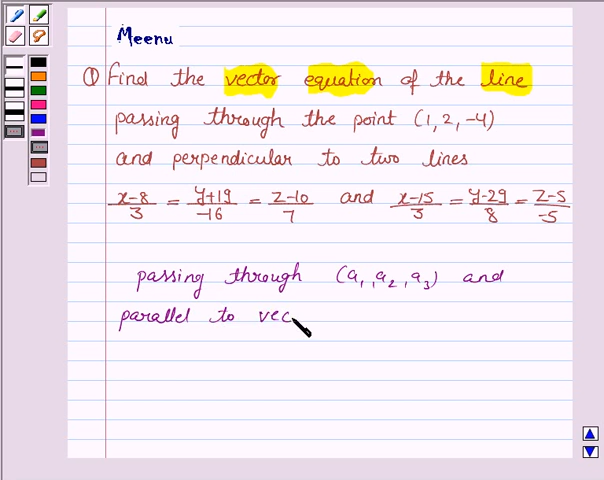 Meenu
Q Find the vector equation of the line
passing through the point (1, 2, -4)
and perpendicular to two lines
x-8/3 = y+19/-16 = z-10/7 and x-15/3 = y-29/8 = z-5/-5
passing through (a₁, a₂, a₃) and
parallel to vec